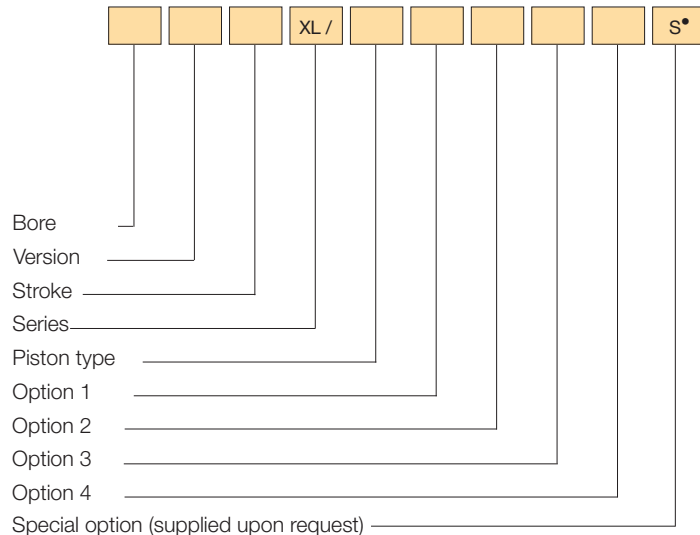 XL / S•
Bore
Version
Stroke
Series
Piston type
Option 1
Option 2
Option 3
Option 4
Special option (supplied upon request)